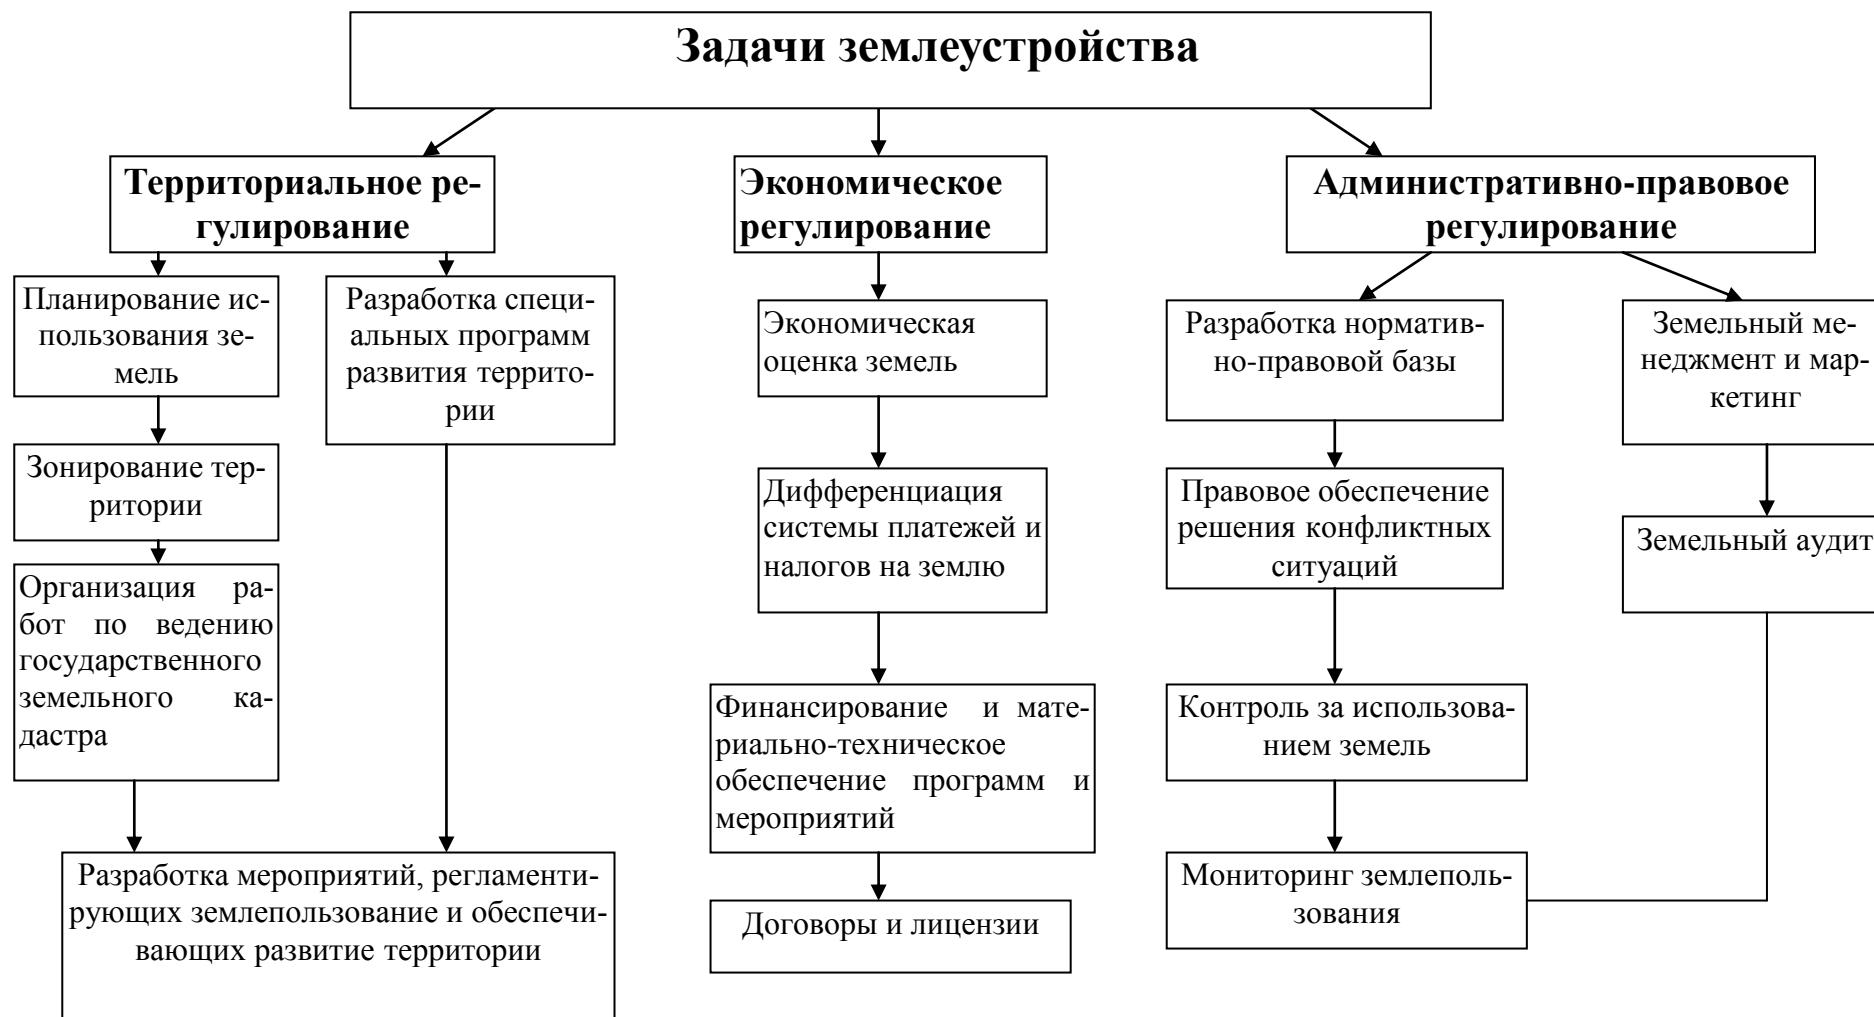 Задачи землеустройства
Территориальное ре-
гулирование
Экономическое
регулирование
Административно-правовое
регулирование
Планирование ис-
пользования зе-
мель
Разработка специ-
альных программ
развития террито-
рии
Экономическая
оценка земель
Разработка норматив-
но-правовой базы
Земельный ме-
неджмент и мар-
кетинг
Зонирование тер-
ритории
Дифференциация
системы платежей и
налогов на землю
Правовое обеспечение
решения конфликтных
ситуаций
Земельный аудит
Организация ра-
бот по ведению
государственного
земельного ка-
дастра
Финансирование и мате-
риально-техническое
обеспечение программ и
мероприятий
Контроль за использова-
нием земель
Разработка мероприятий, регламенти-
рующих землепользование и обеспечи-
вающих развитие территории
Договоры и лицензии
Мониторинг землеполь-
зования